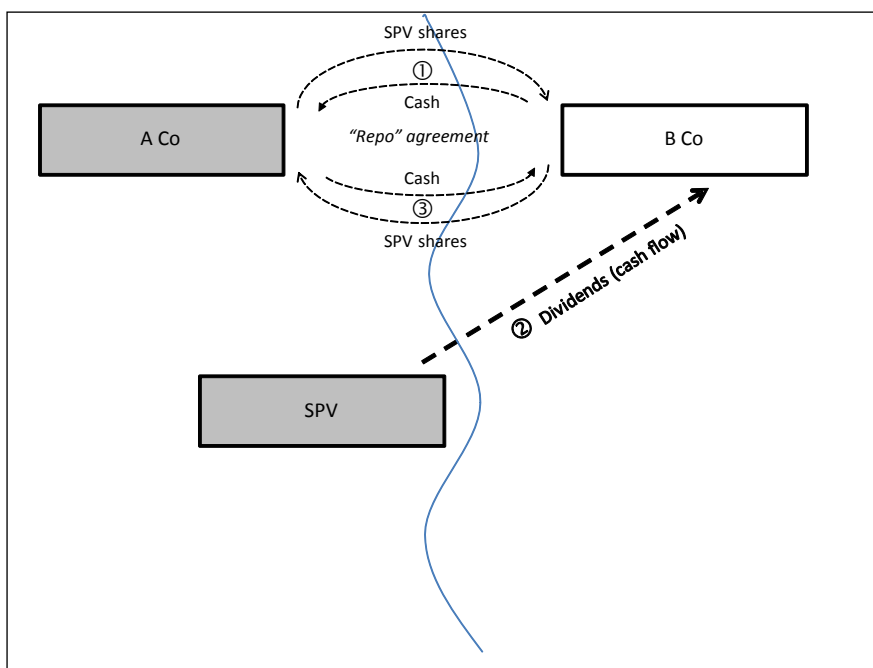 SPV shares
①
Cash
A Co
"Repo" agreement
B Co
Cash
③
SPV shares
② Dividends (cash flow)
SPV